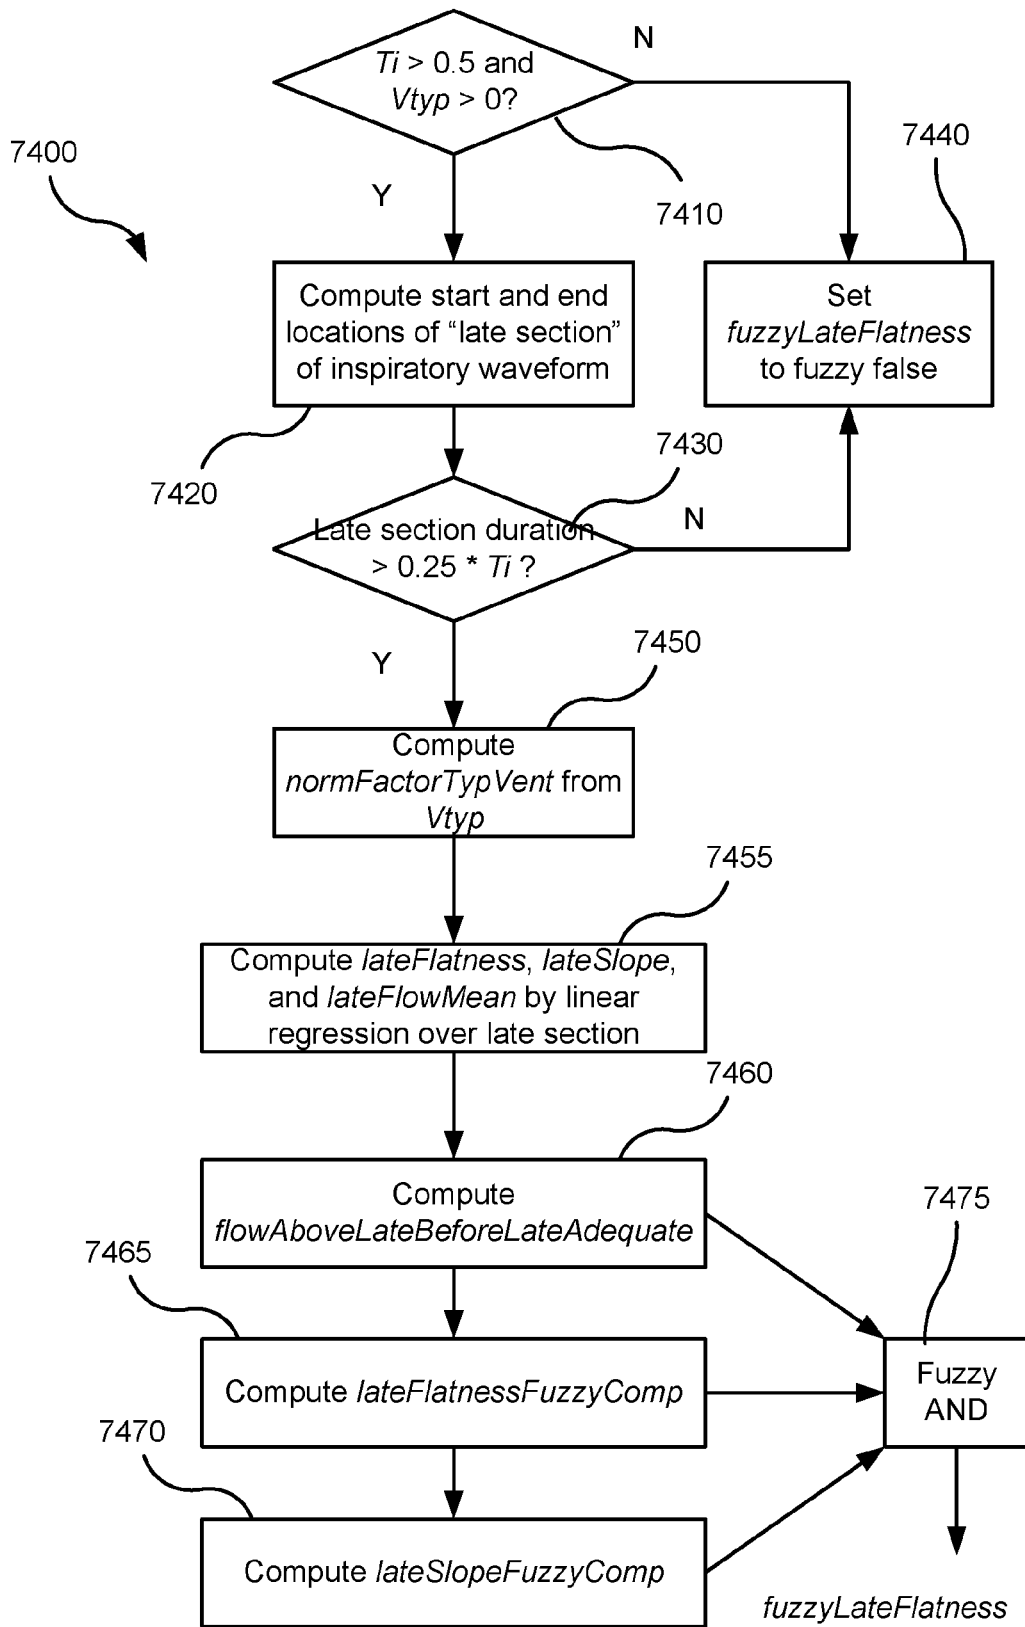 Ti > 0.5 and
Vtyp > 0?
N
7400
7440
Y
7410
Compute start and end
locations of “late section”
of inspiratory waveform
Set
fuzzyLateFlatness
to fuzzy false
7430
7420
Late section duration
> 0.25 * Ti ?
N
7450
Y
Compute
normFactorTypVent from
Vtyp
7455
Compute lateFlatness, lateSlope,
and lateFlowMean by linear
regression over late section
7460
Compute
flowAboveLateBeforeLateAdequate
7475
7465
Compute lateFlatnessFuzzyComp
Fuzzy
AND
7470
Compute lateSlopeFuzzyComp
fuzzyLateFlatness